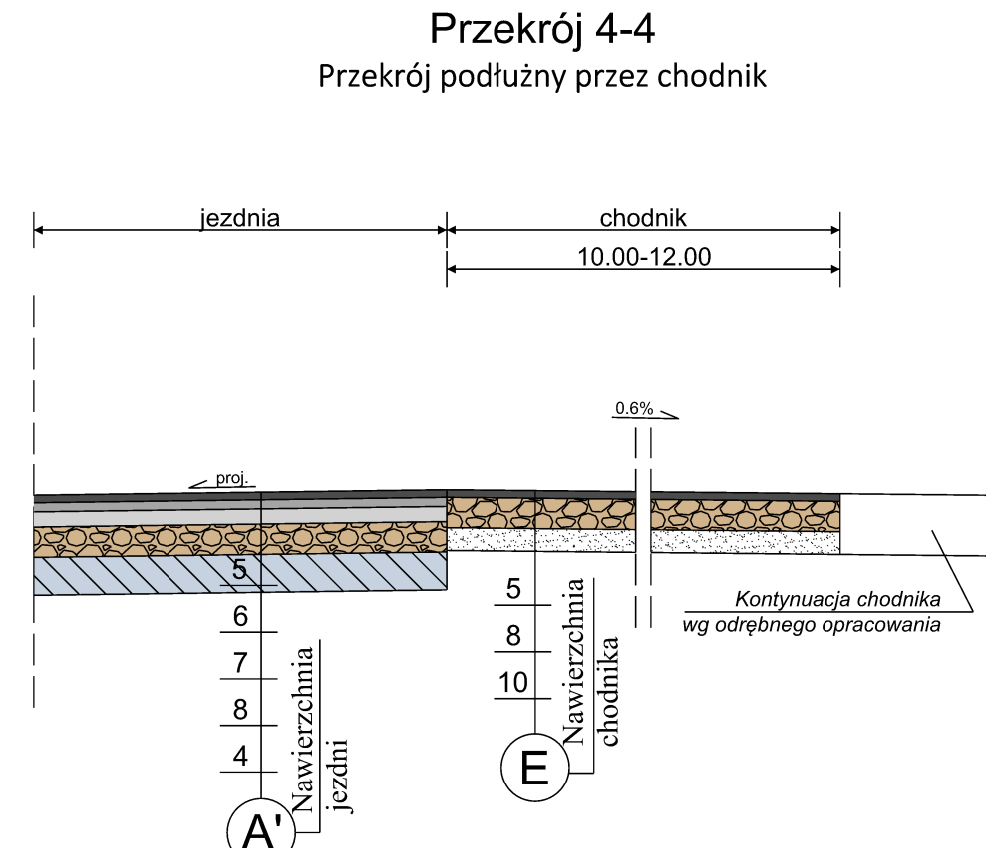 Przekrój 4-4
Przekrój podłużny przez chodnik
jezdnia
chodnik
10.00-12.00
0.6%
proj.
5
6
7
8
4
Nawierzchnia
jezdni
A'
5
8
10
Nawierzchnia
chodnika
E
Kontynuacja chodnika
wg odrębnego opracowania